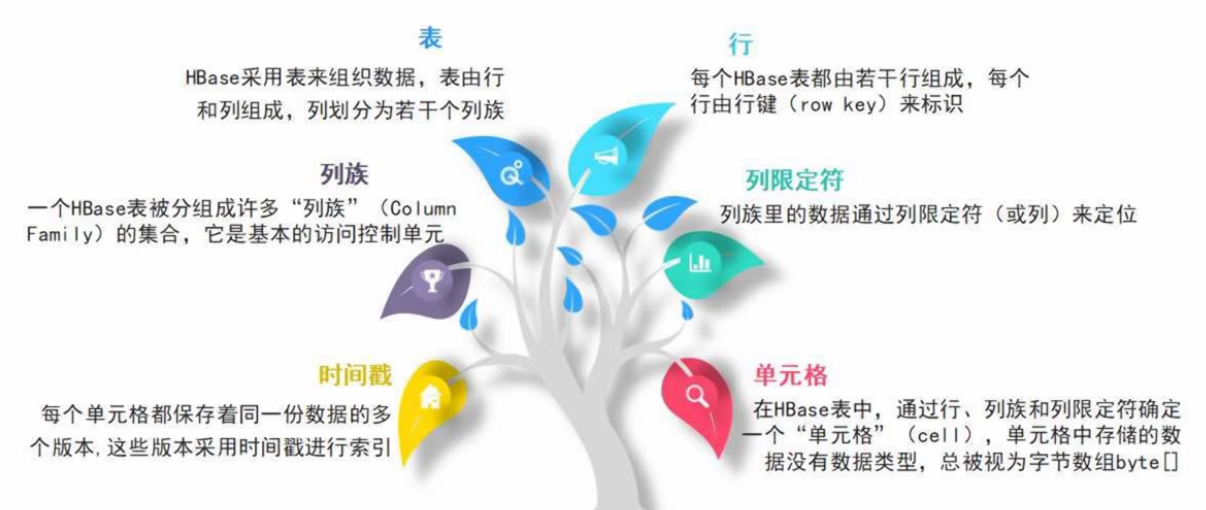 表
HBase采用表来组织数据，表由行
和列组成，列划分为若干个列族
行
每个HBase表都由若干行组成，每个
行由行键（row key）来标识
列族
一个HBase表被分组成许多“列族”（Column
Family）的集合，它是基本的访问控制单元
列限定符
列族里的数据通过列限定符（或列）来定位
时间戳
每个单元格都保存着同一份数据的多
个版本,这些版本采用时间戳进行索引
单元格
在HBase表中，通过行、列族和列限定符确定
一个“单元格”（cell），单元格中存储的数
据没有数据类型，总被视为字节数组byte[]